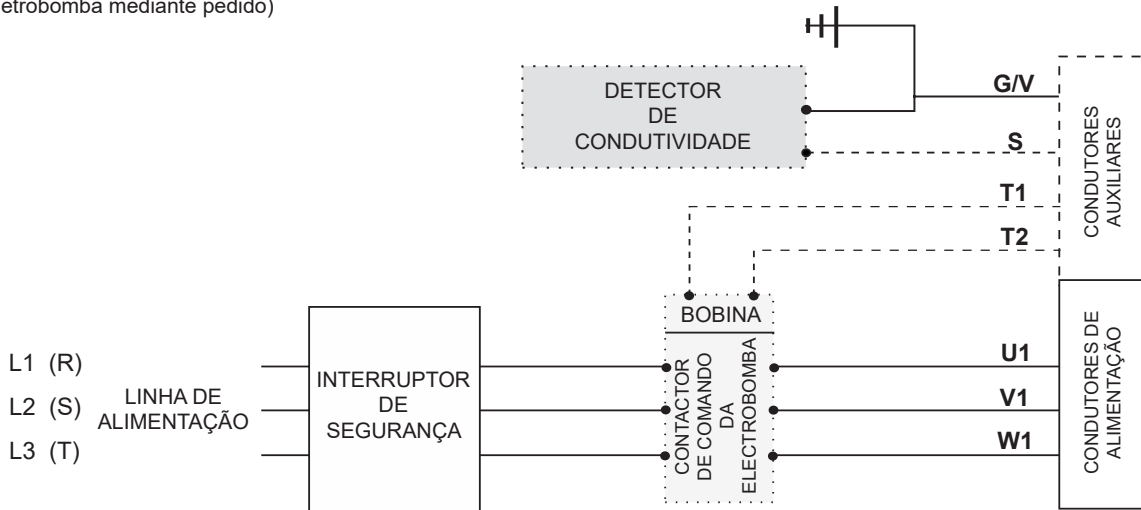 etrobomba mediante pedido)
DETECTOR
DE
CONDUTIVIDADE
G/V
S
T1
T2
CONDUTORES
AUXILIARES
BOBINA
L1 (R)
L2 (S)
L3 (T)
LINHA DE
ALIMENTAÇÃO
INTERRUPTOR
DE
SEGURANÇA
CONTACTOR
DE COMANDO
DA
ELECTROBOMBA
U1
V1
W1
CONDUTORES DE
ALIMENTAÇÃO